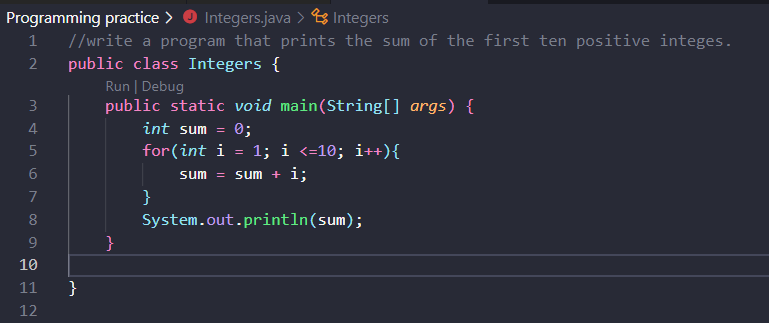 Programming practice > J Integers.java > Integers
1 //write a program that prints the sum of the first ten positive integes.
2 public class Integers {
Run | Debug
3 public static void main(String[] args) {
4 int sum = 0;
5 for(int i = 1; i <=10; i++){
6 sum = sum + i;
7 }
8 System.out.println(sum);
9 }
10
11 }
12